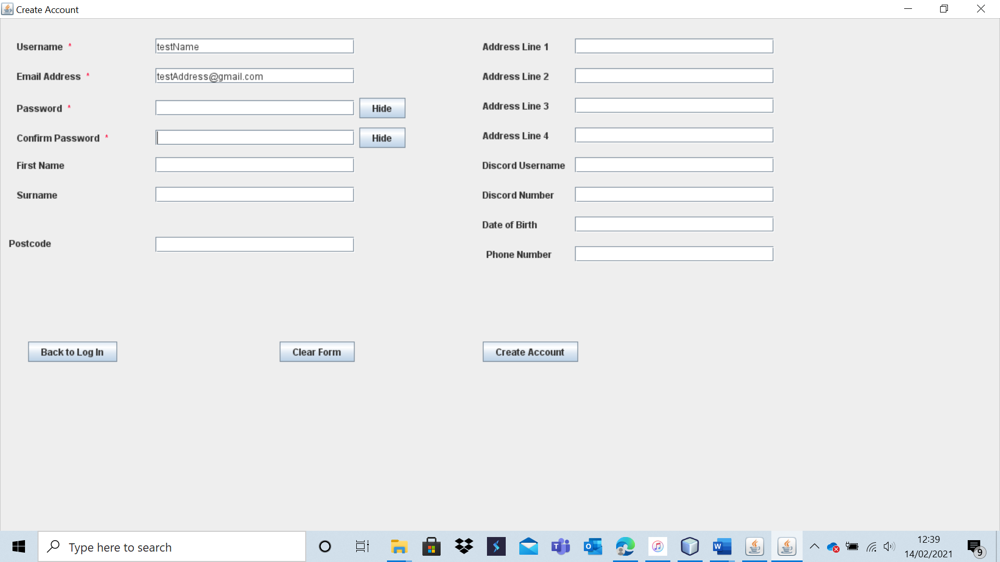 Create Account
Username *
testName
Email Address *
testAddress@gmail.com
Password *
Hide
Confirm Password *
Hide
First Name
Surname
Postcode
Address Line 1
Address Line 2
Address Line 3
Address Line 4
Discord Username
Discord Number
Date of Birth
Phone Number
Back to Log In
Clear Form
Create Account
Type here to search
12:39
14/02/2021
9